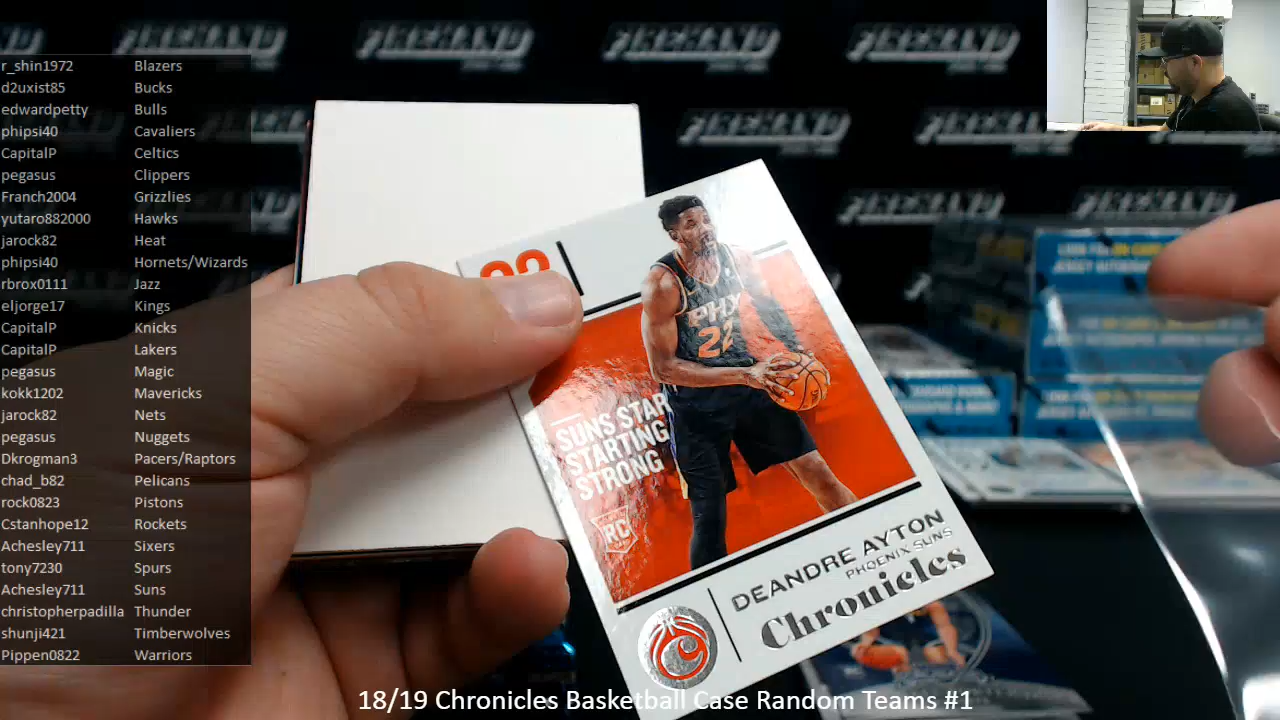 r_shin1972 Blazers
d2uxist85 Bucks
edwardpetty Bulls
phipsi40 Cavaliers
CapitalP Celtics
pegasus Clippers
Franch2004 Grizzlies
yutaro882000 Hawks
jarock82 Heat
phipsi40 Hornets/Wizards
rbrox0111 Jazz
eljorge17 Kings
CapitalP Knicks
CapitalP Lakers
pegasus Magic
kokk1202 Mavericks
jarock82 Nets
pegasus Nuggets
Dkrogman3 Pacers/Raptors
chad_b82 Pelicans
rock0823 Pistons
Cstanhope12 Rockets
Achesley711 Sixers
tony7230 Spurs
Achesley711 Suns
christopherpadilla Thunder
shunji421 Timberwolves
Pippen0822 Warriors
PHX
22
SUNS STAR
STARTING
STRONG
RC
DEANDRE AYTON
PHOENIX SUNS
Chronicles
18/19 Chronicles Basketball Case Random Teams #1